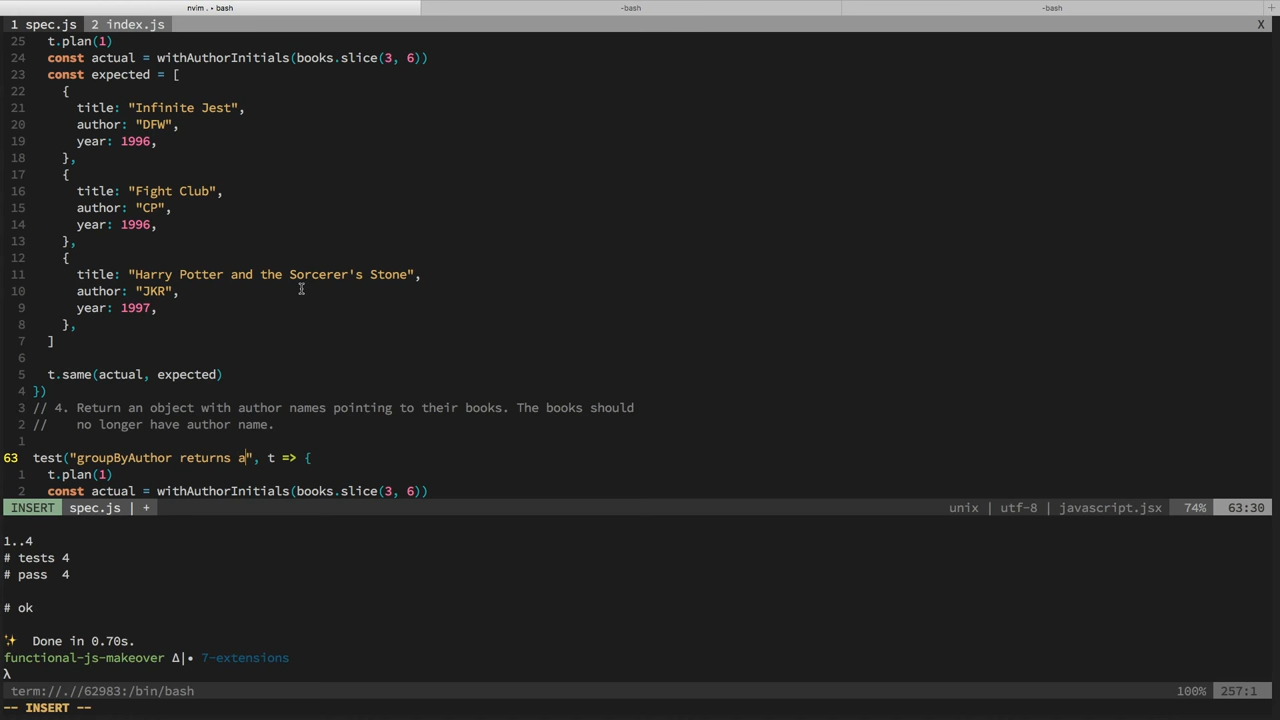 nvim . • bash
-bash
-bash
+
1 spec.js 2 index.js X
25 t.plan(1)
24 const actual = withAuthorInitials(books.slice(3, 6))
23 const expected = [
22 {
21 title: "Infinite Jest",
20 author: "DFW",
19 year: 1996,
18 },
17 {
16 title: "Fight Club",
15 author: "CP",
14 year: 1996,
13 },
12 {
11 title: "Harry Potter and the Sorcerer's Stone",
10 author: "JKR",
9 year: 1997,
8 },
7 ]
6
5 t.same(actual, expected)
4 })
3 // 4. Return an object with author names pointing to their books. The books should
2 // no longer have author name.
1
63 test("groupByAuthor returns a", t => {
1 t.plan(1)
2 const actual = withAuthorInitials(books.slice(3, 6))
INSERT spec.js | + unix | utf-8 | javascript.jsx 74% 63:30
1..4
# tests 4
# pass 4
# ok
✨ Done in 0.70s.
functional-js-makeover Δ|• 7-extensions
λ
term://.//62983:/bin/bash 100% 257:1
-- INSERT --